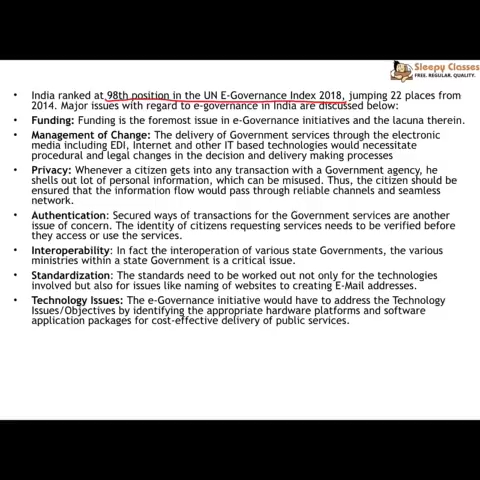 Sleepy Classes
FREE. REGULAR. QUALITY.
• India ranked at 98th position in the UN E-Governance Index 2018, jumping 22 places from
2014. Major issues with regard to e-governance in India are discussed below:
• Funding: Funding is the foremost issue in e-Governance initiatives and the lacuna therein.
• Management of Change: The delivery of Government services through the electronic
media including EDI, Internet and other IT based technologies would necessitate
procedural and legal changes in the decision and delivery making processes
• Privacy: Whenever a citizen gets into any transaction with a Government agency, he
shells out lot of personal information, which can be misused. Thus, the citizen should be
ensured that the information flow would pass through reliable channels and seamless
network.
• Authentication: Secured ways of transactions for the Government services are another
issue of concern. The identity of citizens requesting services needs to be verified before
they access or use the services.
• Interoperability: In fact the interoperation of various state Governments, the various
ministries within a state Government is a critical issue.
• Standardization: The standards need to be worked out not only for the technologies
involved but also for issues like naming of websites to creating E-Mail addresses.
• Technology Issues: The e-Governance initiative would have to address the Technology
Issues/Objectives by identifying the appropriate hardware platforms and software
application packages for cost-effective delivery of public services.